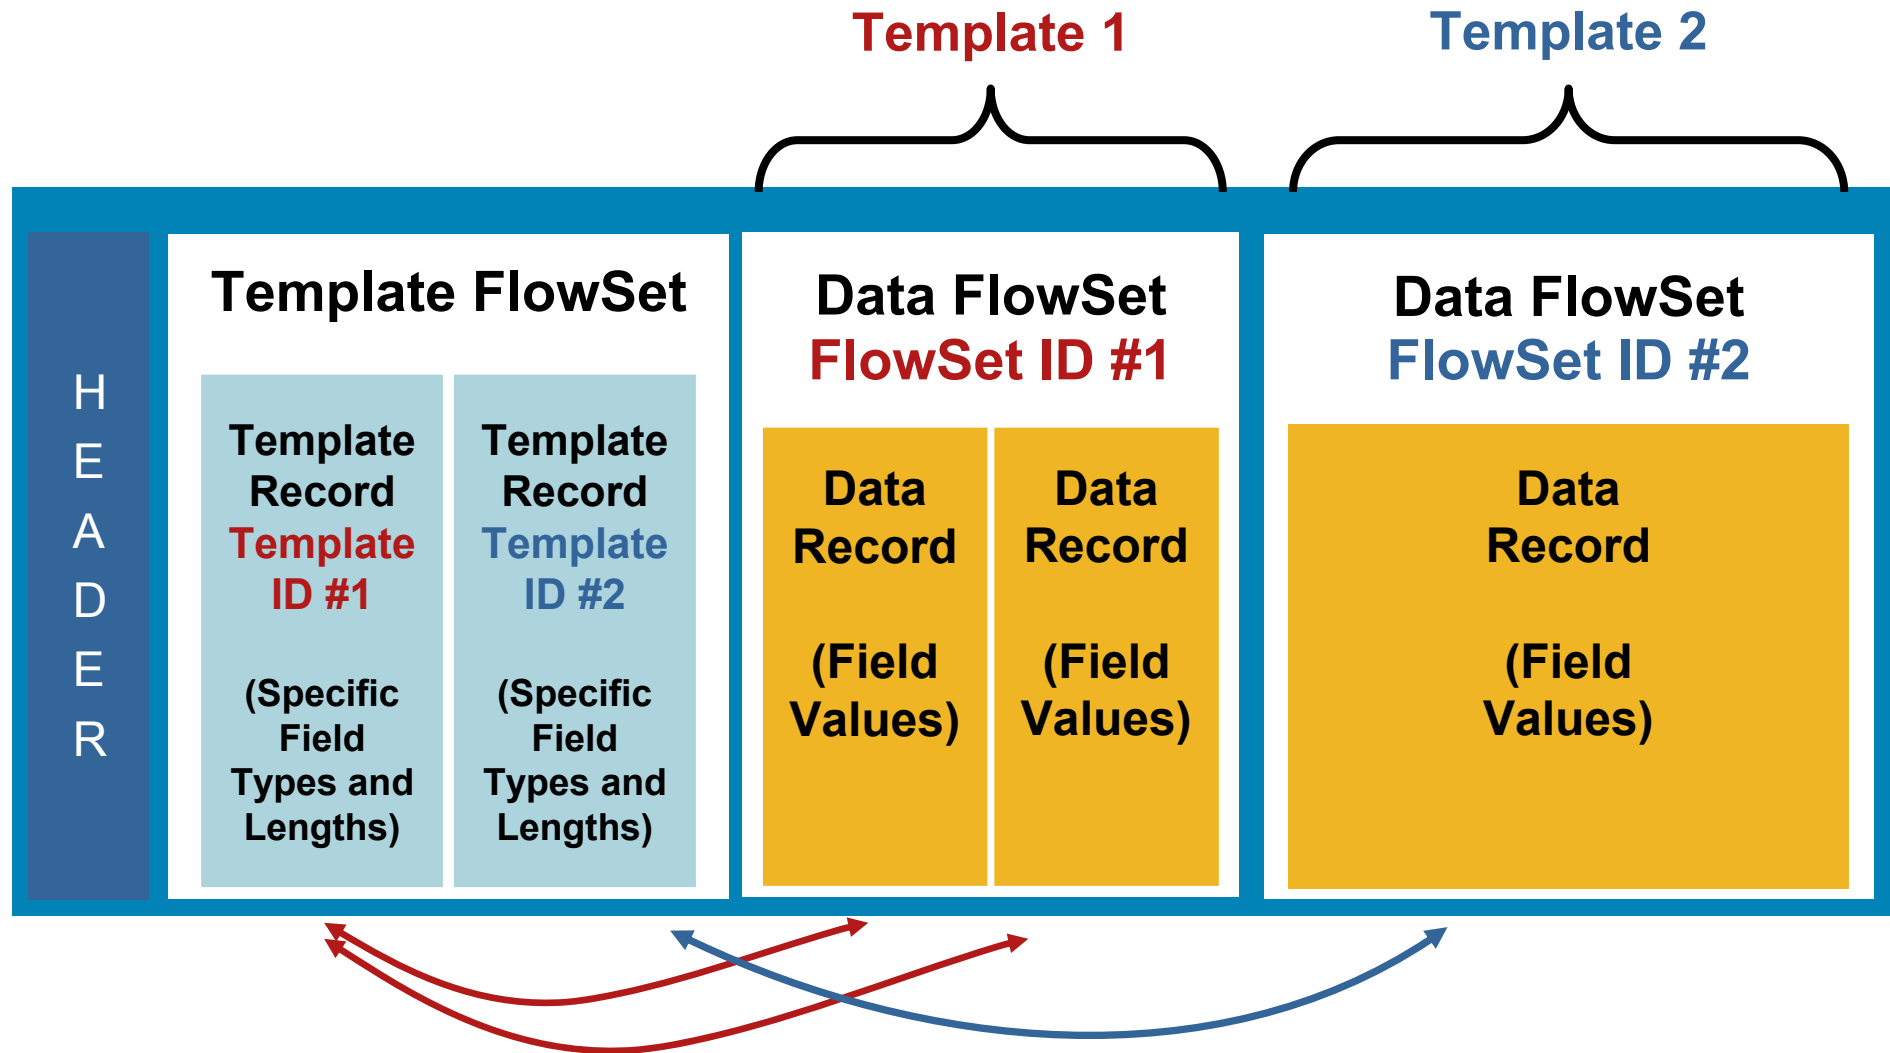 Template 1
Template 2
H
E
A
D
E
R
Template FlowSet
Template
Record
Template
ID #1
(Specific
Field
Types and
Lengths)
Template
Record
Template
ID #2
(Specific
Field
Types and
Lengths)
Data FlowSet
FlowSet ID #1
Data
Record
(Field
Values)
Data
Record
(Field
Values)
Data FlowSet
FlowSet ID #2
Data
Record
(Field
Values)